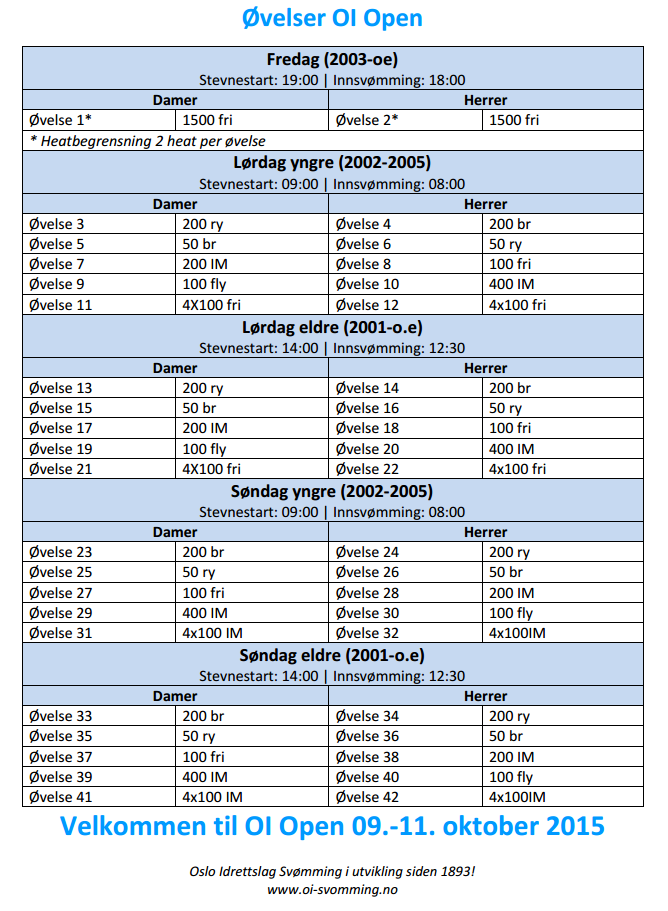 Øvelser OI Open
Fredag (2003-oe)
Stevnestart: 19:00 | Innsvømming: 18:00
Damer Herrer
Øvelse 1* 1500 fri Øvelse 2* 1500 fri
* Heatbegrensning 2 heat per øvelse
Lørdag yngre (2002-2005)
Stevnestart: 09:00 | Innsvømming: 08:00
Damer Herrer
Øvelse 3 200 ry Øvelse 4 200 br
Øvelse 5 50 br Øvelse 6 50 ry
Øvelse 7 200 IM Øvelse 8 100 fri
Øvelse 9 100 fly Øvelse 10 400 IM
Øvelse 11 4X100 fri Øvelse 12 4x100 fri
Lørdag eldre (2001-o.e)
Stevnestart: 14:00 | Innsvømming: 12:30
Damer Herrer
Øvelse 13 200 ry Øvelse 14 200 br
Øvelse 15 50 br Øvelse 16 50 ry
Øvelse 17 200 IM Øvelse 18 100 fri
Øvelse 19 100 fly Øvelse 20 400 IM
Øvelse 21 4X100 fri Øvelse 22 4x100 fri
Søndag yngre (2002-2005)
Stevnestart: 09:00 | Innsvømming: 08:00
Damer Herrer
Øvelse 23 200 br Øvelse 24 200 ry
Øvelse 25 50 ry Øvelse 26 50 br
Øvelse 27 100 fri Øvelse 28 200 IM
Øvelse 29 400 IM Øvelse 30 100 fly
Øvelse 31 4x100 IM Øvelse 32 4x100IM
Søndag eldre (2001-o.e)
Stevnestart: 14:00 | Innsvømming: 12:30
Damer Herrer
Øvelse 33 200 br Øvelse 34 200 ry
Øvelse 35 50 ry Øvelse 36 50 br
Øvelse 37 100 fri Øvelse 38 200 IM
Øvelse 39 400 IM Øvelse 40 100 fly
Øvelse 41 4x100 IM Øvelse 42 4x100IM
Velkommen til OI Open 09.-11. oktober 2015
Oslo Idrettslag Svømming i utvikling siden 1893!
www.oi-svomming.no